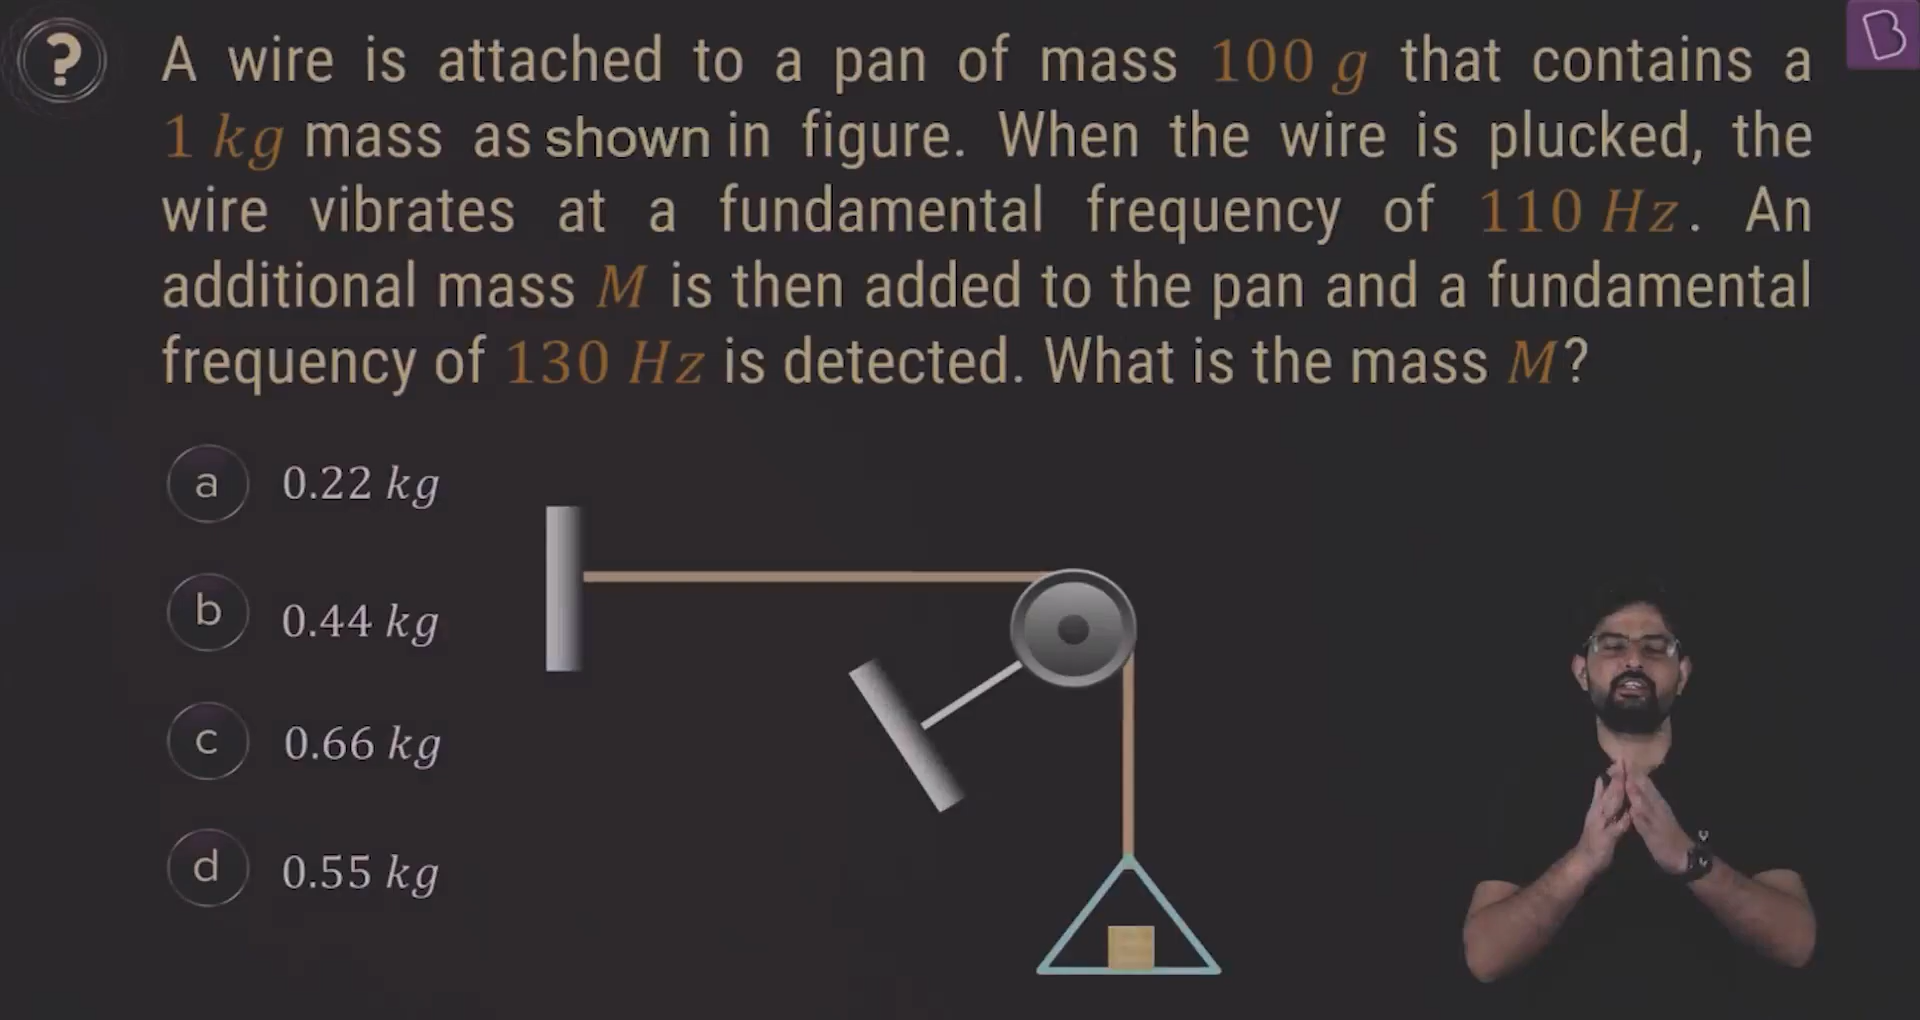 ?
A wire is attached to a pan of mass 100 g that contains a
1 kg mass as shown in figure. When the wire is plucked, the
wire vibrates at a fundamental frequency of 110 Hz. An
additional mass M is then added to the pan and a fundamental
frequency of 130 Hz is detected. What is the mass M?
a 0.22 kg
b 0.44 kg
c 0.66 kg
d 0.55 kg
B